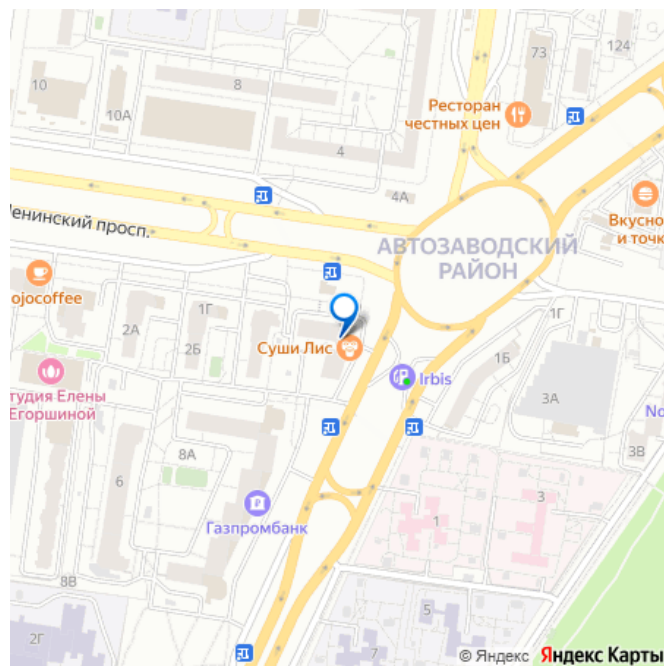 73
124
10
8
10А
Ресторан
честных цен
4
4А
Ленинский просп.
Вкусно
и точк
АВТОЗАВОДСКИЙ
РАЙОН
ojocoffee
1Г
1Г
2А
2Б
Суши Лис
1Б
Irbis
тудия Елены
Егоршиной
3А
No
8А
3В
6
3
Газпромбанк
1
8В
5
2Г
7
© Яндекс Яндекс Карты